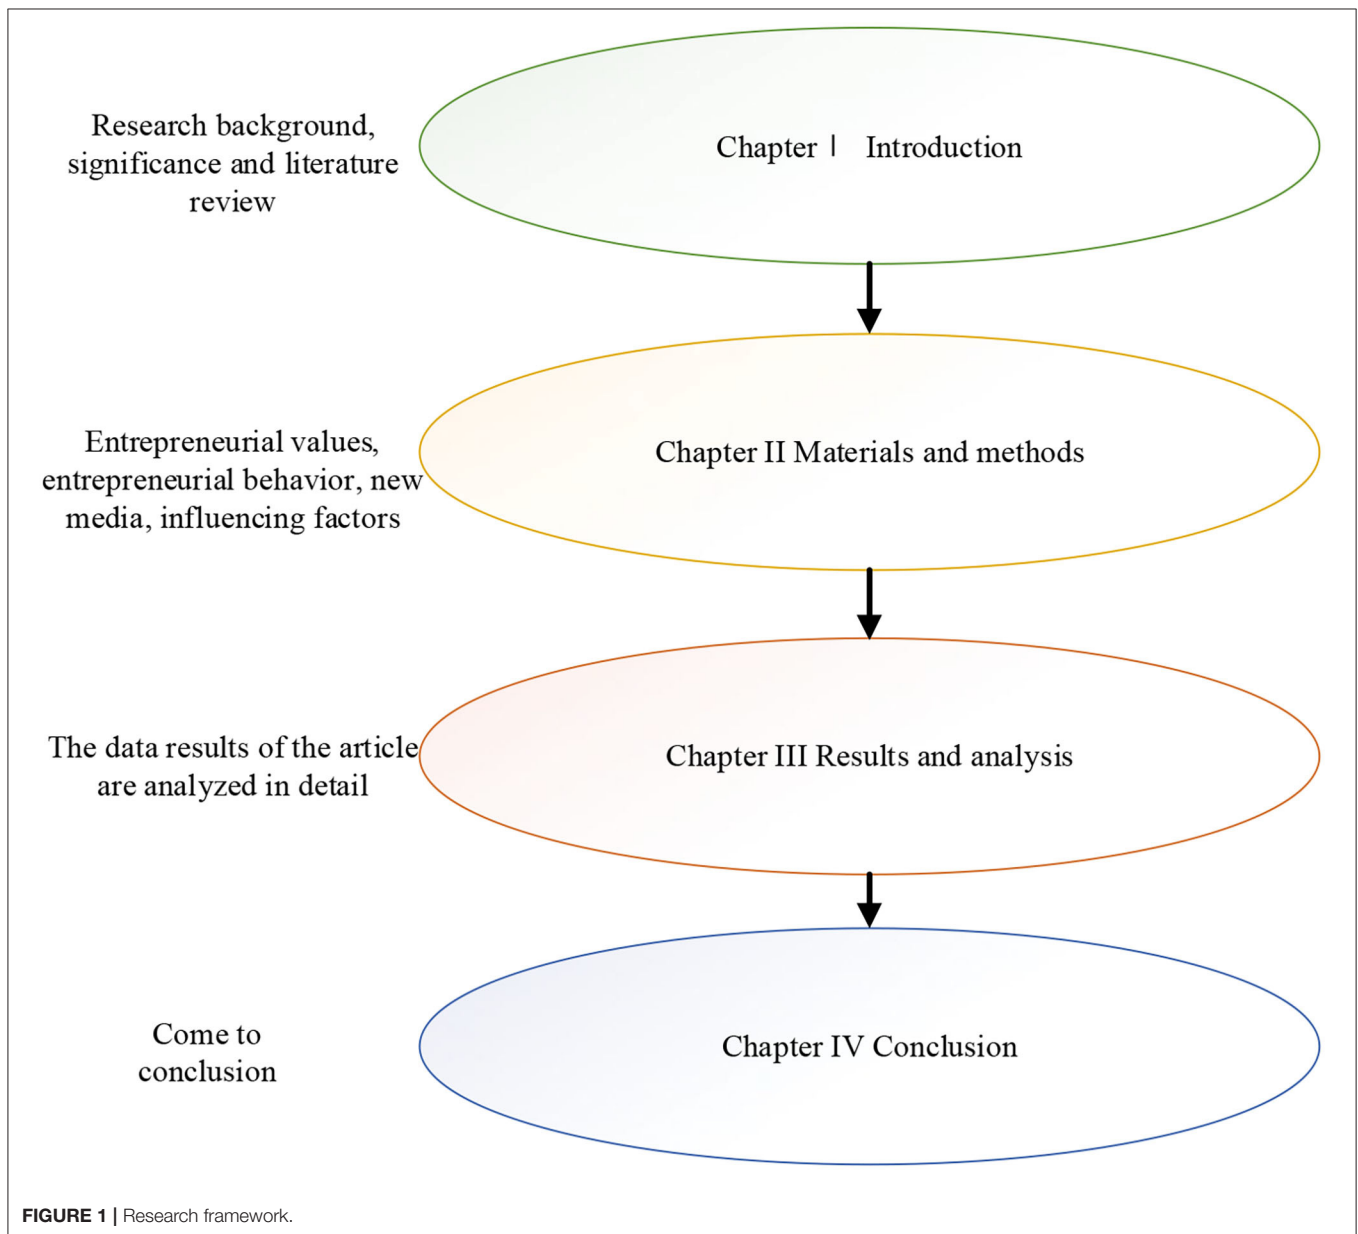 Research background,
significance and literature
review
Chapter Ⅰ Introduction
Entrepreneurial values,
entrepreneurial behavior, new
media, influencing factors
Chapter II Materials and methods
The data results of the article
are analyzed in detail
Chapter III Results and analysis
Come to
conclusion
Chapter IV Conclusion
FIGURE 1 | Research framework.